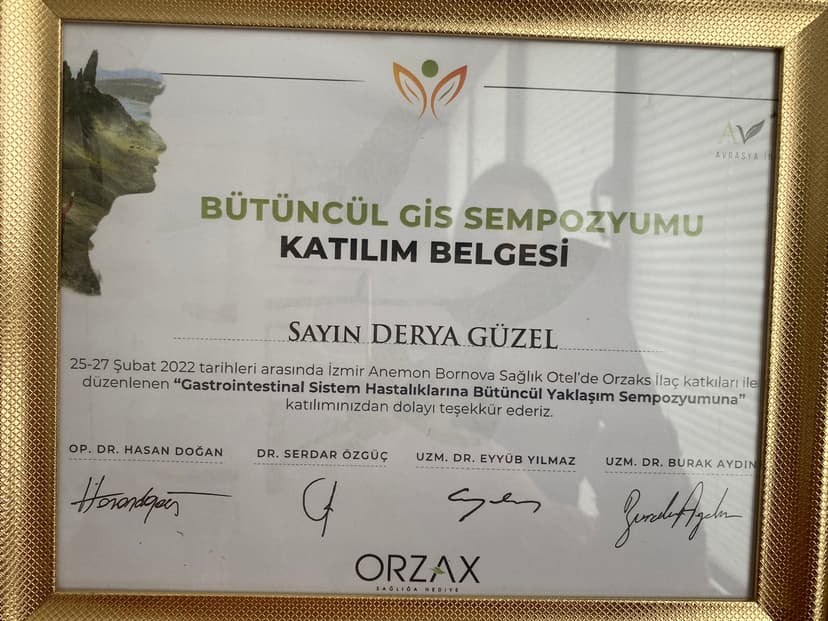 AV
AVRASYA
BÜTÜNCÜL GİS SEMPOZYUMU
KATILIM BELGESİ
SAYIN DERYA GÜZEL
25-27 Şubat 2022 tarihleri arasında İzmir Anemon Bornova Sağlık Otel'de Orzaks İlaç katkıları ile
düzenlenen “Gastrointestinal Sistem Hastalıklarına Bütüncül Yaklaşım Sempozyumuna”
katılımınızdan dolayı teşekkür ederiz.
OP. DR. HASAN DOĞAN DR. SERDAR ÖZGÜÇ UZM. DR. EYYÜB YILMAZ UZM. DR. BURAK AYDIN
ORZAX
SAĞLIĞA HEDİYE